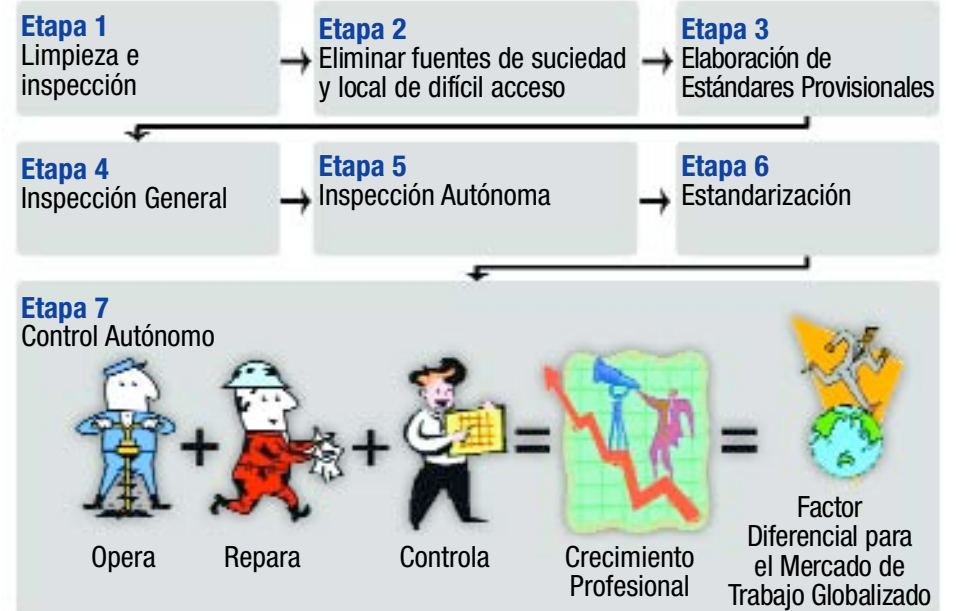 Etapa 1
Limpieza e
inspección
Etapa 2
Eliminar fuentes de suciedad
y local de difícil acceso
Etapa 3
Elaboración de
Estándares Provisionales
Etapa 4
Inspección General
Etapa 5
Inspección Autónoma
Etapa 6
Estandarización
Etapa 7
Control Autónomo
+ + = =
Opera
Repara
Controla
Crecimiento
Profesional
Factor
Diferencial para
el Mercado de
Trabajo Globalizado